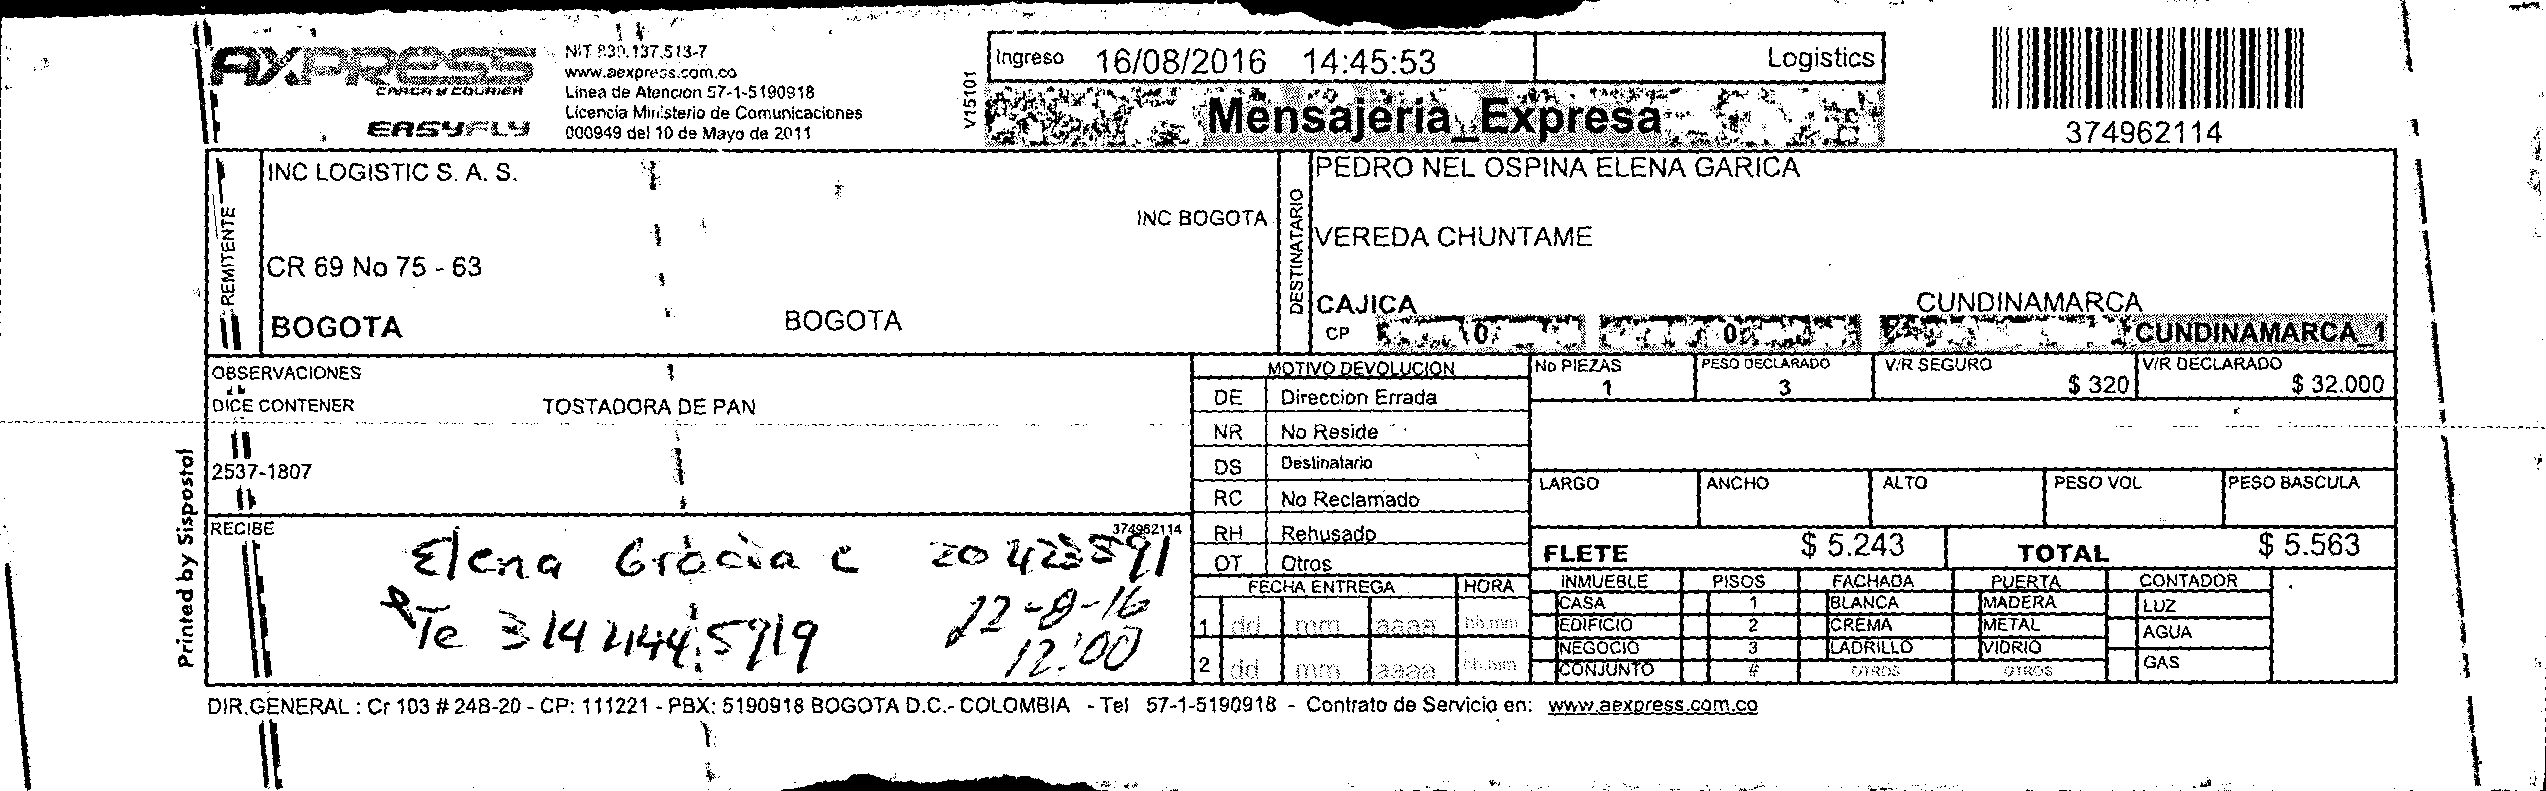 AXPRESS
CARGA Y COURIER
EASYFLY
NIT 830.137.513-7
www.aexpress.com.co
Linea de Atencion 57-1-5190918
Licencia Ministerio de Comunicaciones
000949 del 10 de Mayo de 2011
V15101
Ingreso 16/08/2016 14:45:53 Logistics
Mensajeria_Expresa
374962114
REMITENTE
INC LOGISTIC S. A. S.
INC BOGOTA
CR 69 No 75 - 63
BOGOTA BOGOTA
DESTINATARIO
PEDRO NEL OSPINA ELENA GARICA
VEREDA CHUNTAME
CAJICA CUNDINAMARCA
CP 0 0 CUNDINAMARCA_1
OBSERVACIONES
DICE CONTENER TOSTADORA DE PAN
2537-1807
MOTIVO DEVOLUCION
DE Direccion Errada
NR No Reside
DS Destinatario
RC No Reclamado
RH Rehusado
OT Otros
No PIEZAS PESO DECLARADO V/R SEGURO V/R DECLARADO
1 3 $ 320 $ 32.000
LARGO ANCHO ALTO PESO VOL PESO BASCULA
FLETE $ 5.243 TOTAL $ 5.563
RECIBE
374962114
Elena Gracia c
Te 314 2144 5919
22-8-16
12:00
FECHA ENTREGA HORA
1 dd mm aaaa hh:mm
2 dd mm aaaa hh:mm
INMUEBLE PISOS FACHADA PUERTA CONTADOR
CASA 1 BLANCA MADERA LUZ
EDIFICIO 2 CREMA METAL AGUA
NEGOCIO 3 LADRILLO VIDRIO
CONJUNTO # OTROS OTROS GAS
Printed by Sispostal
DIR.GENERAL : Cr 103 # 24B-20 - CP: 111221 - PBX: 5190918 BOGOTA D.C.- COLOMBIA - Tel 57-1-5190918 - Contrato de Servicio en: www.aexpress.com.co